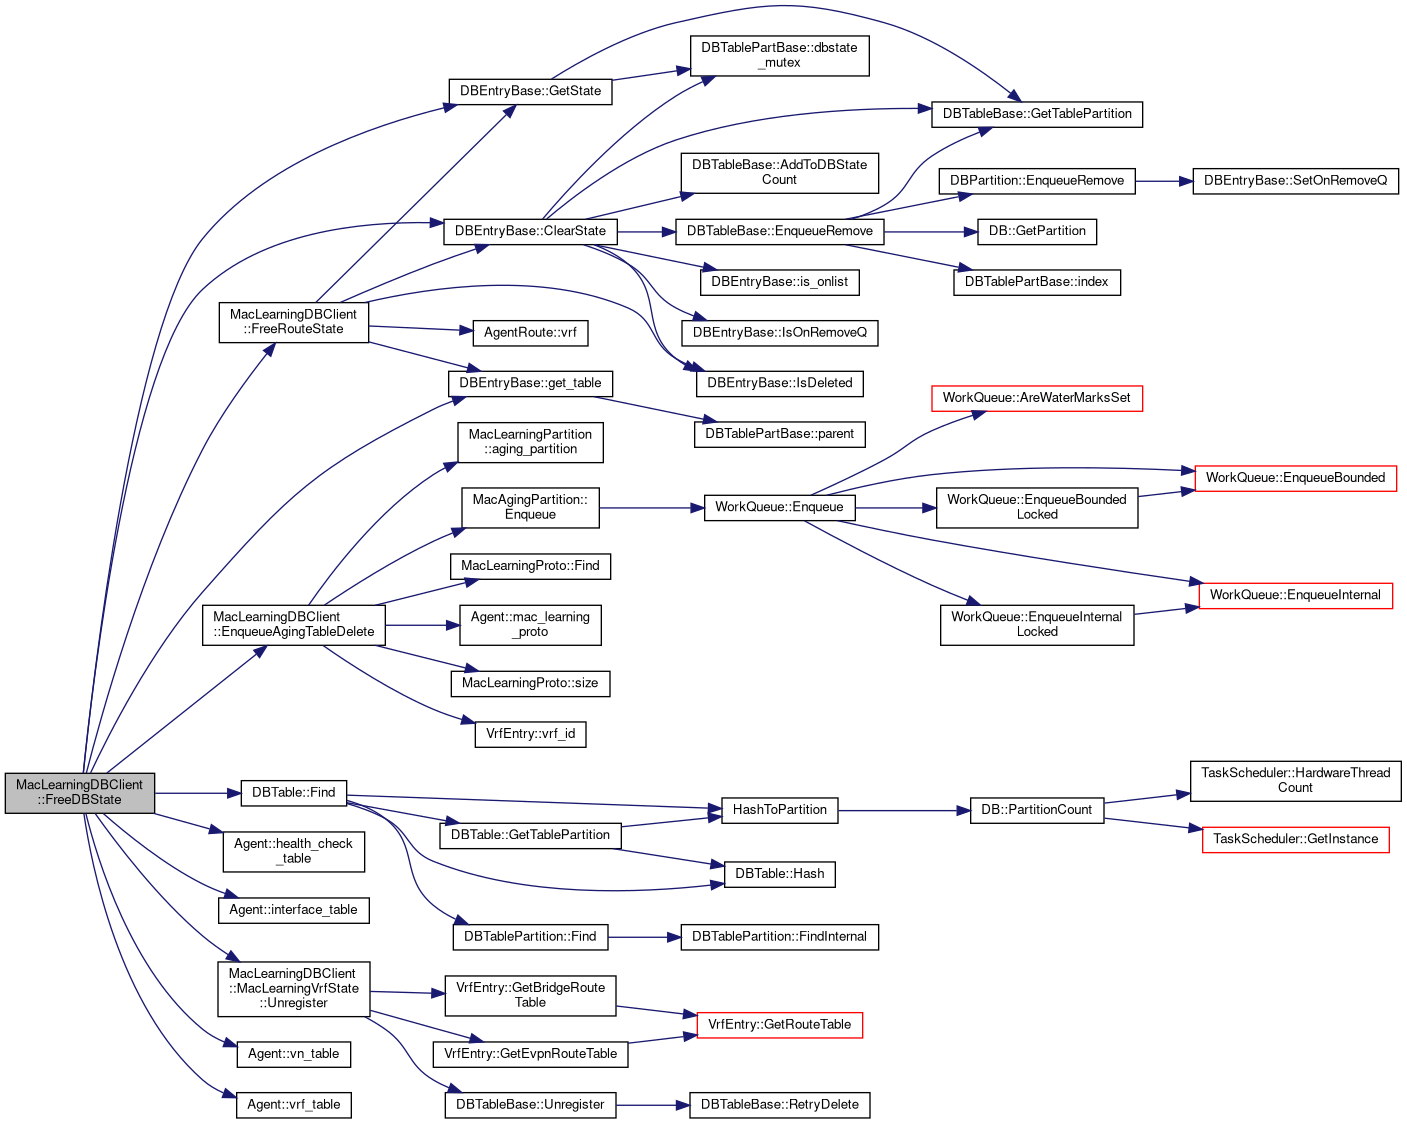 MacLearningDBClient
::FreeDBState
DBEntryBase::GetState
DBTablePartBase::dbstate
_mutex
DBTableBase::GetTablePartition
DBEntryBase::ClearState
DBTableBase::AddToDBState
Count
DBTableBase::EnqueueRemove
DBPartition::EnqueueRemove
DBEntryBase::SetOnRemoveQ
DB::GetPartition
DBTablePartBase::index
DBEntryBase::is_onlist
DBEntryBase::IsOnRemoveQ
DBEntryBase::IsDeleted
MacLearningDBClient
::FreeRouteState
AgentRoute::vrf
DBEntryBase::get_table
DBTablePartBase::parent
MacLearningDBClient
::EnqueueAgingTableDelete
MacLearningPartition
::aging_partition
MacAgingPartition::
Enqueue
WorkQueue::Enqueue
WorkQueue::AreWaterMarksSet
WorkQueue::EnqueueBounded
WorkQueue::EnqueueBounded
Locked
WorkQueue::EnqueueInternal
WorkQueue::EnqueueInternal
Locked
MacLearningProto::Find
Agent::mac_learning
_proto
MacLearningProto::size
VrfEntry::vrf_id
DBTable::Find
HashToPartition
DB::PartitionCount
TaskScheduler::HardwareThread
Count
TaskScheduler::GetInstance
DBTable::GetTablePartition
DBTable::Hash
DBTablePartition::Find
DBTablePartition::FindInternal
Agent::health_check
_table
Agent::interface_table
MacLearningDBClient
::MacLearningVrfState
::Unregister
VrfEntry::GetBridgeRoute
Table
VrfEntry::GetRouteTable
VrfEntry::GetEvpnRouteTable
DBTableBase::Unregister
DBTableBase::RetryDelete
Agent::vn_table
Agent::vrf_table